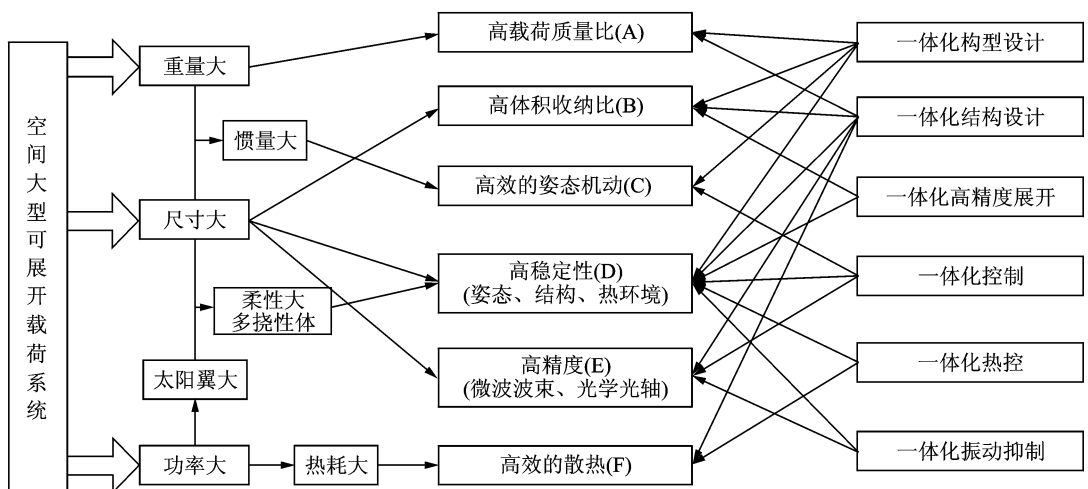 空间大型可展开载荷系统
重量大
惯量大
尺寸大
柔性大
多挠性体
太阳翼大
功率大
热耗大
高载荷质量比(A)
高体积收纳比(B)
高效的姿态机动(C)
高稳定性(D)
(姿态、结构、热环境)
高精度(E)
(微波波束、光学光轴)
高效的散热(F)
一体化构型设计
一体化结构设计
一体化高精度展开
一体化控制
一体化热控
一体化振动抑制